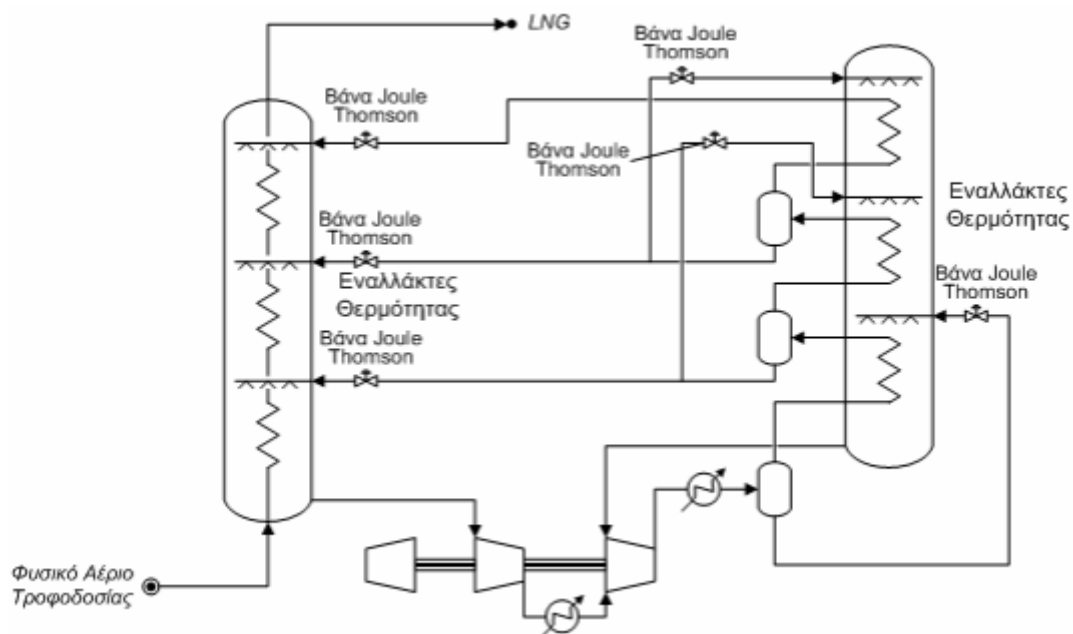 LNG
Βάνα Joule
Thomson
Βάνα Joule
Thomson
Βάνα Joule
Thomson
Εναλλάκτες
Θερμότητας
Βάνα Joule
Thomson
Εναλλάκτες
Θερμότητας
Βάνα Joule
Thomson
Βάνα Joule
Thomson
Φυσικό Αέριο
Τροφοδοσίας